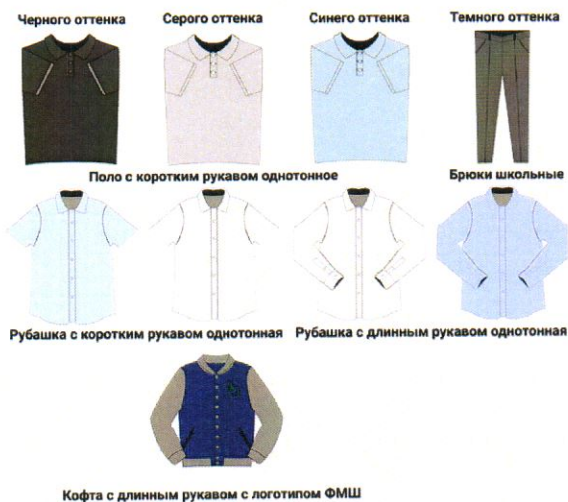 Черного оттенка Серого оттенка Синего оттенка Темного оттенка
Поло с коротким рукавом однотонное Брюки школьные
Рубашка с коротким рукавом однотонная Рубашка с длинным рукавом однотонная
Кофта с длинным рукавом с логотипом ФМШ